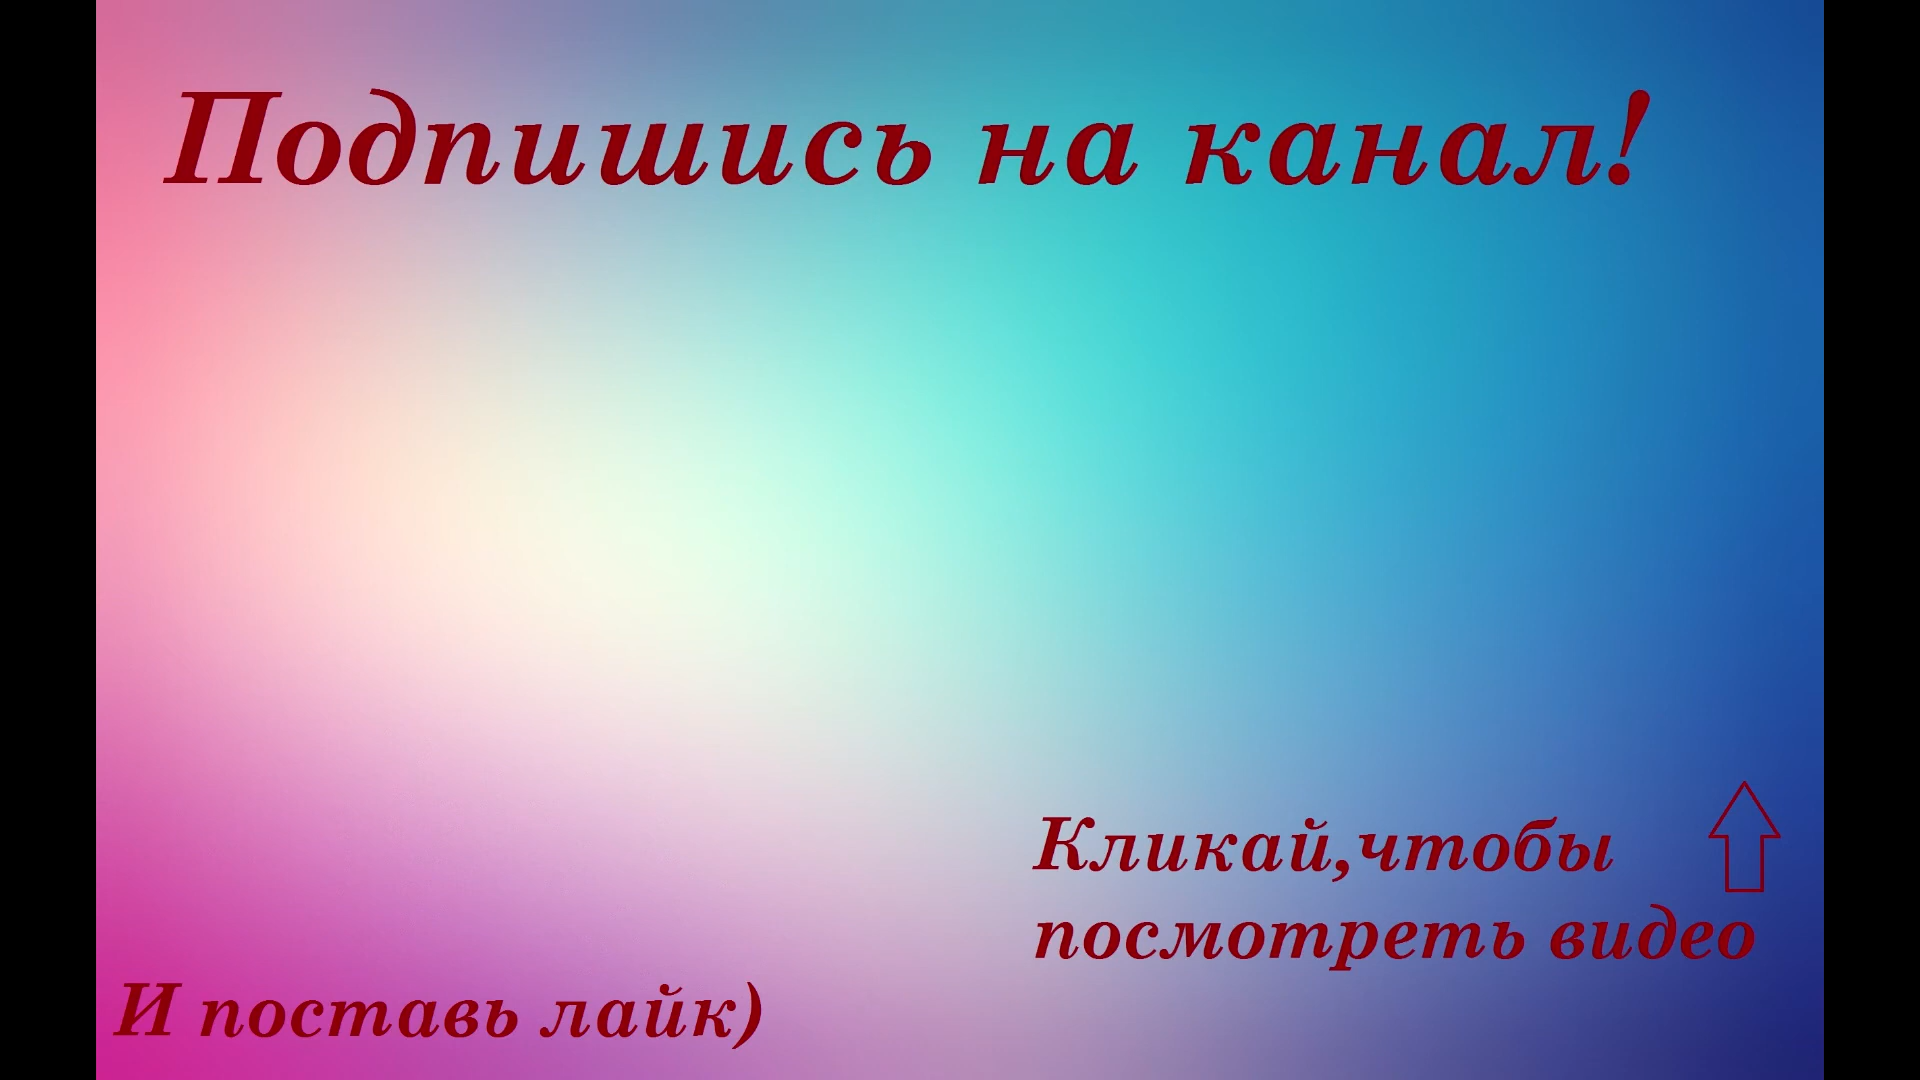 Подпишись на канал!
Кликай,чтобы
посмотреть видео
И поставь лайк)